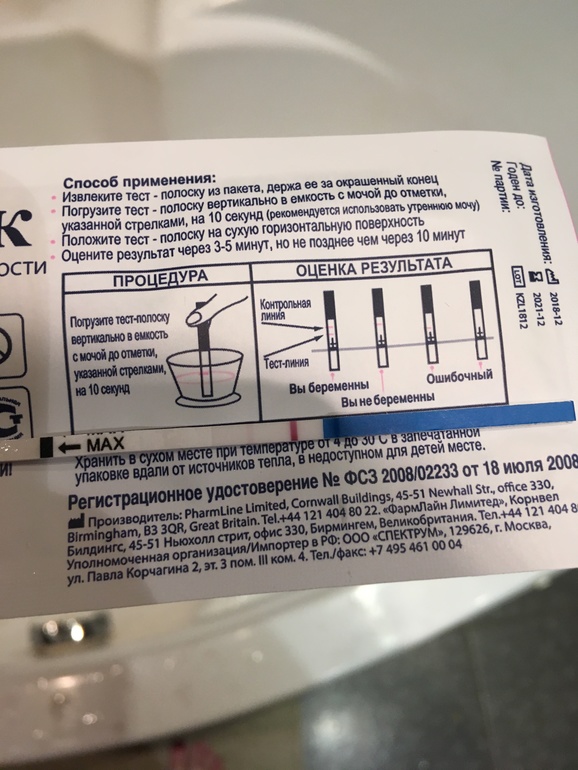 К
ОСТИ
Способ применения:
Извлеките тест - полоску из пакета, держа ее за окрашенный конец
Погрузите тест - полоску вертикально в емкость с мочой до отметки,
указанной стрелками, на 10 секунд (рекомендуется использовать утреннюю мочу)
Положите тест - полоску на сухую горизонтальную поверхность
Оцените результат через 3-5 минут, но не позднее чем через 10 минут
Дата изготовления: 2018-12
Годен до: 2021-12
№ партии: LOT KZL1812
ПРОЦЕДУРА
Погрузите тест-полоску
вертикально в емкость
с мочой до отметки,
указанной стрелками,
на 10 секунд
ОЦЕНКА РЕЗУЛЬТАТА
Контрольная
линия
Тест-линия
Вы беременны
Вы не беременны
Ошибочный
← MAX
И!
Хранить в сухом месте при температуре от 4 до 30 С в запечатанной
упаковке вдали от источников тепла, в недоступном для детей месте.
Регистрационное удостоверение № ФСЗ 2008/02233 от 18 июля 2008
Производитель: PharmLine Limited, Cornwall Buildings, 45-51 Newhall Str., office 330,
Birmingham, B3 3QR, Great Britain. Tel.+44 121 404 80 22. «ФармЛайн Лимитед», Корнвел
Билдингс, 45-51 Ньюхолл стрит, офис 330, Бирмингем, Великобритания. Тел.+44 121 404 8
Уполномоченная организация/Импортер в РФ: ООО «СПЕКТРУМ», 129626, г. Москва,
ул. Павла Корчагина 2, эт. 3 пом. III ком. 4. Тел./факс: +7 495 461 00 04